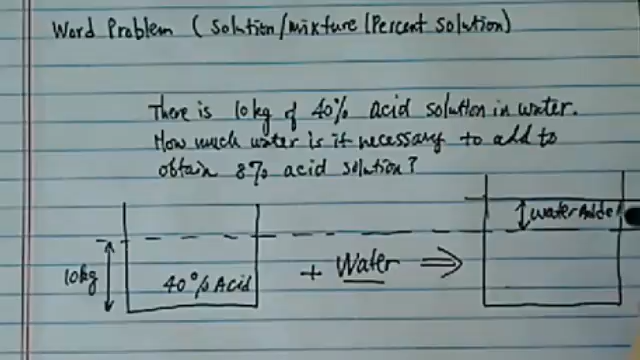 Word Problem (Solution/mixture/Percent Solution)
There is 10kg of 40% acid solution in water.
How much water is it necessary to add to
obtain 8% acid solution?
water Adde
10kg
40% Acid
+ Water ⇒